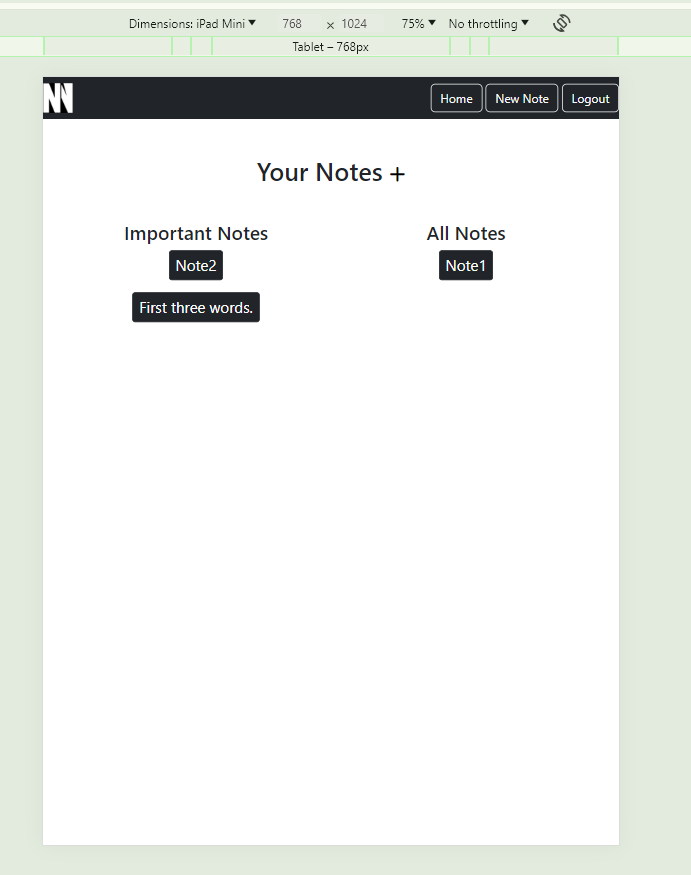 Dimensions: iPad Mini 768 × 1024 75% No throttling
Tablet – 768px
NN Home New Note Logout
Your Notes +
Important Notes All Notes
Note2 Note1
First three words.